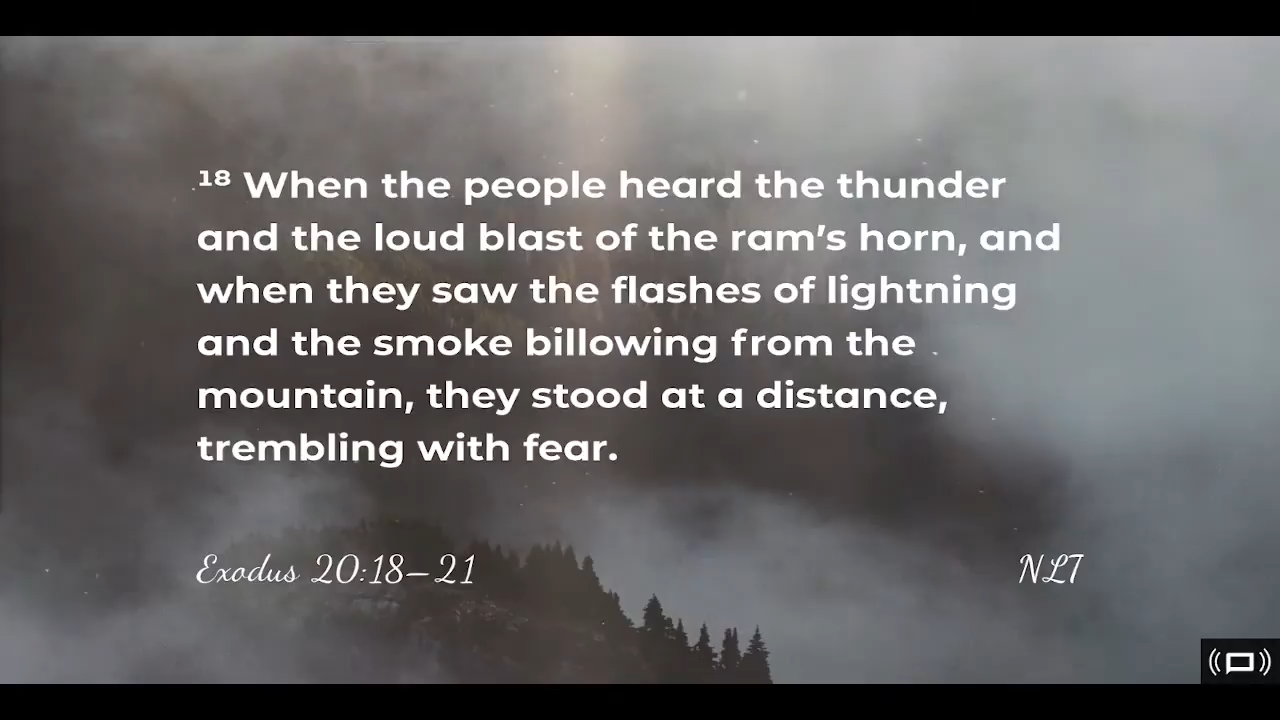 ¹⁸ When the people heard the thunder
and the loud blast of the ram’s horn, and
when they saw the flashes of lightning
and the smoke billowing from the
mountain, they stood at a distance,
trembling with fear.
Exodus 20:18–21
NLT